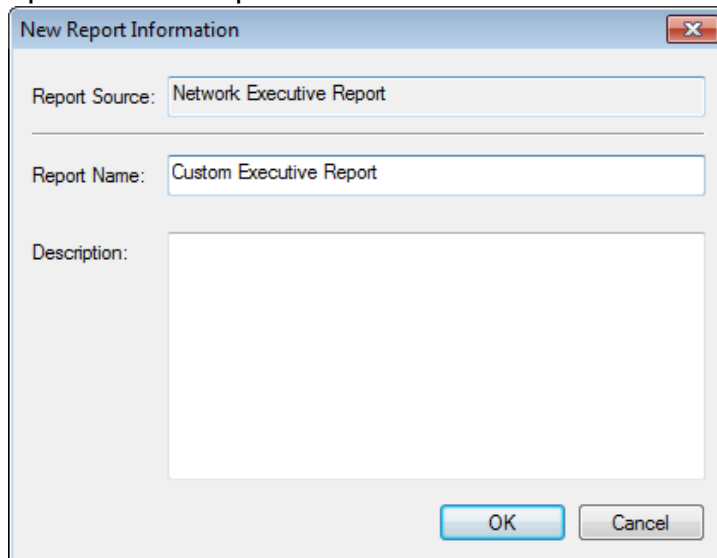 New Report Information
Report Source: Network Executive Report
Report Name: Custom Executive Report
Description:
OK Cancel